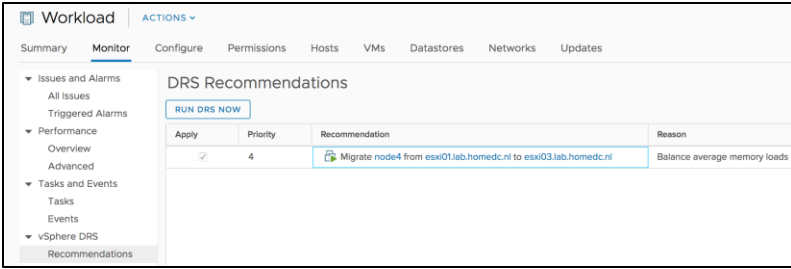 Workload ACTIONS
Summary Monitor Configure Permissions Hosts VMs Datastores Networks Updates
Issues and Alarms
All Issues
Triggered Alarms
Performance
Overview
Advanced
Tasks and Events
Tasks
Events
vSphere DRS
Recommendations
DRS Recommendations
RUN DRS NOW
Apply Priority Recommendation Reason
4 Migrate node4 from esxi01.lab.homedc.nl to esxi03.lab.homedc.nl Balance average memory loads